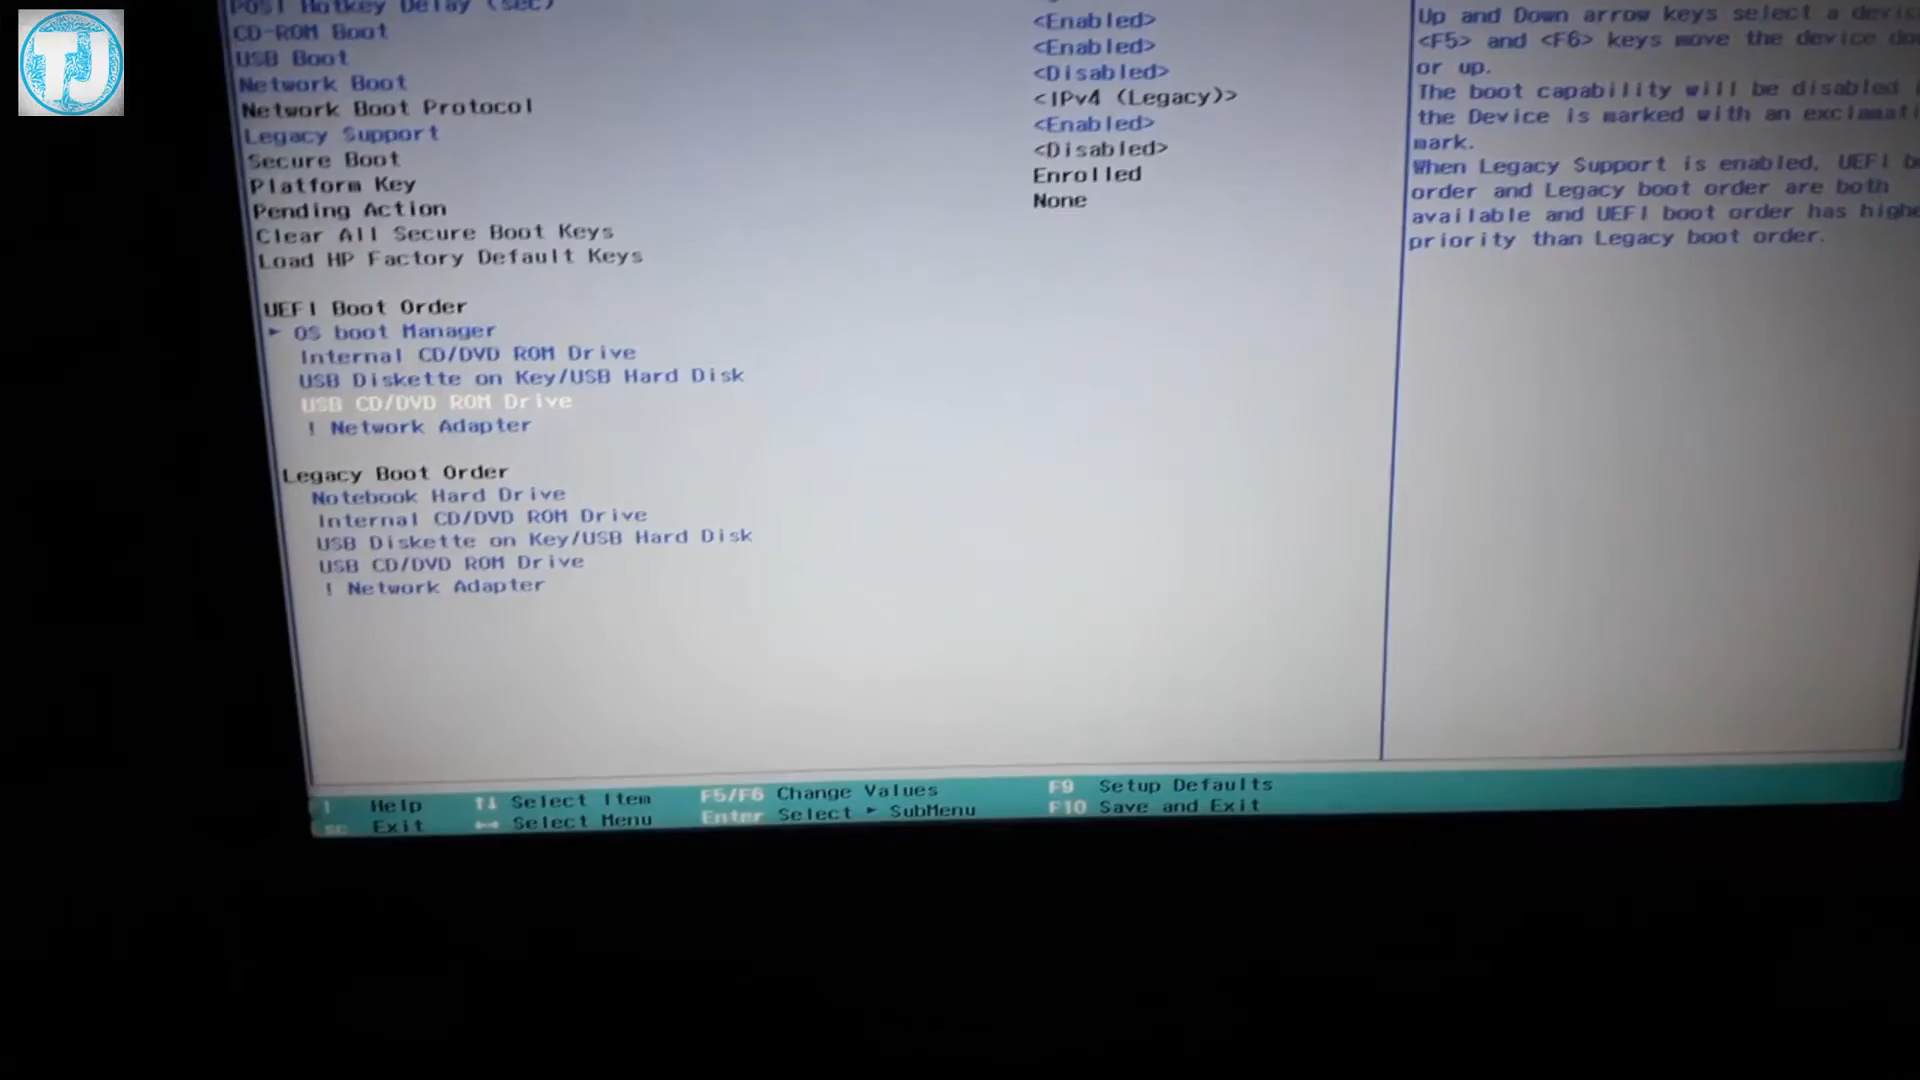 TJ
POST Hotkey Delay (sec)
CD-ROM Boot <Enabled>
USB Boot <Enabled>
Network Boot <Disabled>
Network Boot Protocol <IPv4 (Legacy)>
Legacy Support <Enabled>
Secure Boot <Disabled>
Platform Key Enrolled
Pending Action None
Clear All Secure Boot Keys
Load HP Factory Default Keys
UEFI Boot Order
► OS boot Manager
Internal CD/DVD ROM Drive
USB Diskette on Key/USB Hard Disk
USB CD/DVD ROM Drive
! Network Adapter
Legacy Boot Order
Notebook Hard Drive
Internal CD/DVD ROM Drive
USB Diskette on Key/USB Hard Disk
USB CD/DVD ROM Drive
! Network Adapter
Up and Down arrow keys select a
<F5> and <F6> keys move the device
or up.
The boot capability will be disabled
the Device is marked with an
mark.
When Legacy Support is enabled, UEFI
order and Legacy boot order are both
available and UEFI boot order has
priority than Legacy boot order.
Help ↑↓ Select Item F5/F6 Change Values F9 Setup Defaults
Exit ↔ Select Menu Enter Select ► SubMenu F10 Save and Exit